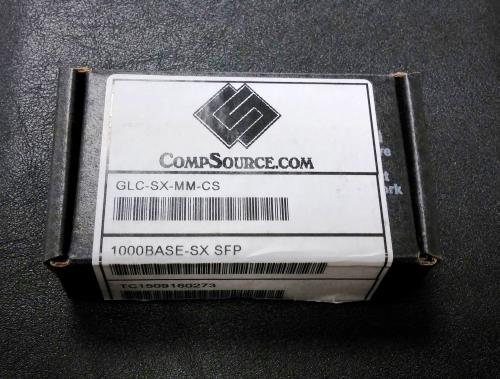 COMPSOURCE.COM
GLC-SX-MM-CS
1000BASE-SX SFP
TC1509160273